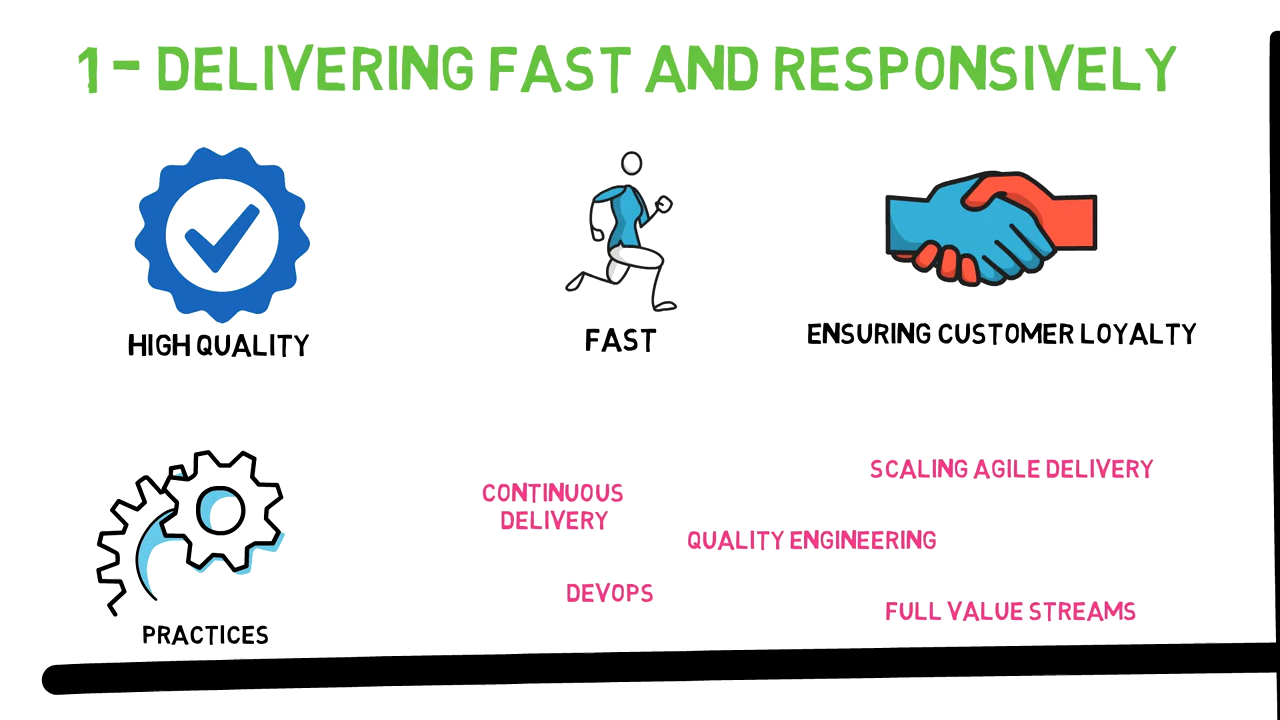 1 - DELIVERING FAST AND RESPONSIVELY
HIGH QUALITY
FAST
ENSURING CUSTOMER LOYALTY
PRACTICES
CONTINUOUS
DELIVERY
SCALING AGILE DELIVERY
QUALITY ENGINEERING
DEVOPS
FULL VALUE STREAMS